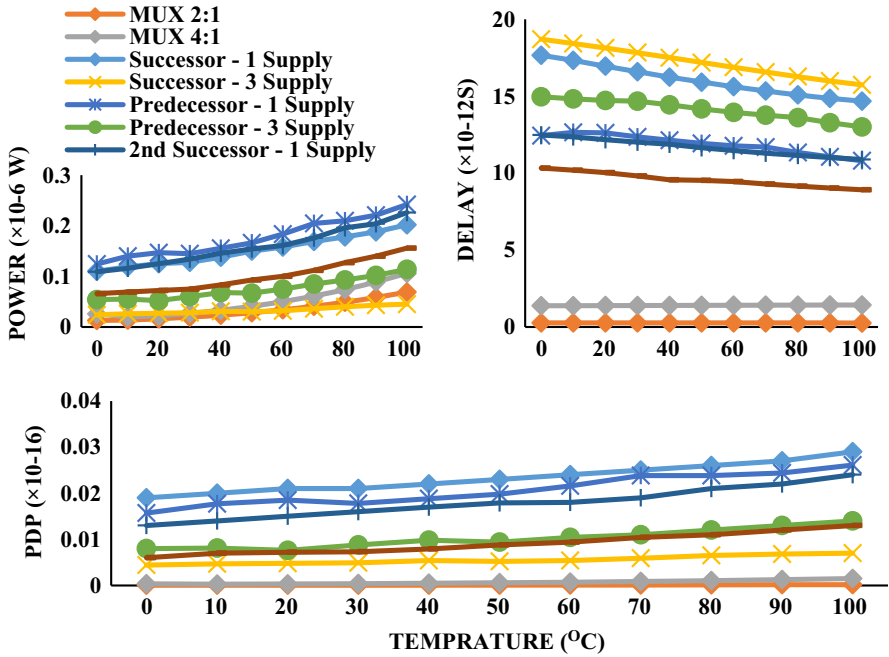 MUX 2:1
MUX 4:1
Successor - 1 Supply
Successor - 3 Supply
Predecessor - 1 Supply
Predecessor - 3 Supply
2nd Successor - 1 Supply
POWER (×10-6 W)
0.3
0.2
0.1
0
0 20 40 60 80 100
DELAY (×10-12S)
20
15
10
5
0
0 20 40 60 80 100
PDP (×10-16)
0.04
0.03
0.02
0.01
0
0 10 20 30 40 50 60 70 80 90 100
TEMPRATURE (OC)